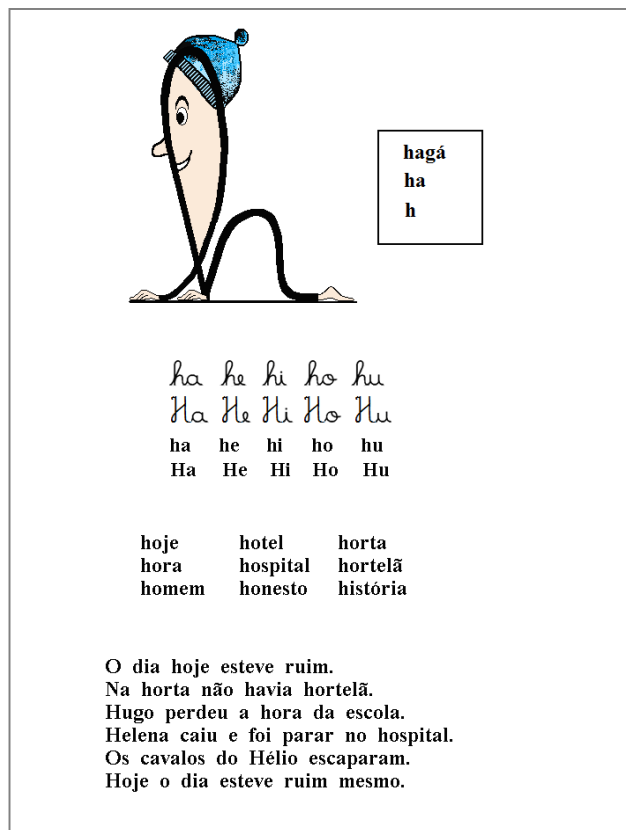 hagá
ha
h
ha he hi ho hu
Ha He Hi Ho Hu
ha he hi ho hu
Ha He Hi Ho Hu
hoje hotel horta
hora hospital hortelã
homem honesto história
O dia hoje esteve ruim.
Na horta não havia hortelã.
Hugo perdeu a hora da escola.
Helena caiu e foi parar no hospital.
Os cavalos do Hélio escaparam.
Hoje o dia esteve ruim mesmo.